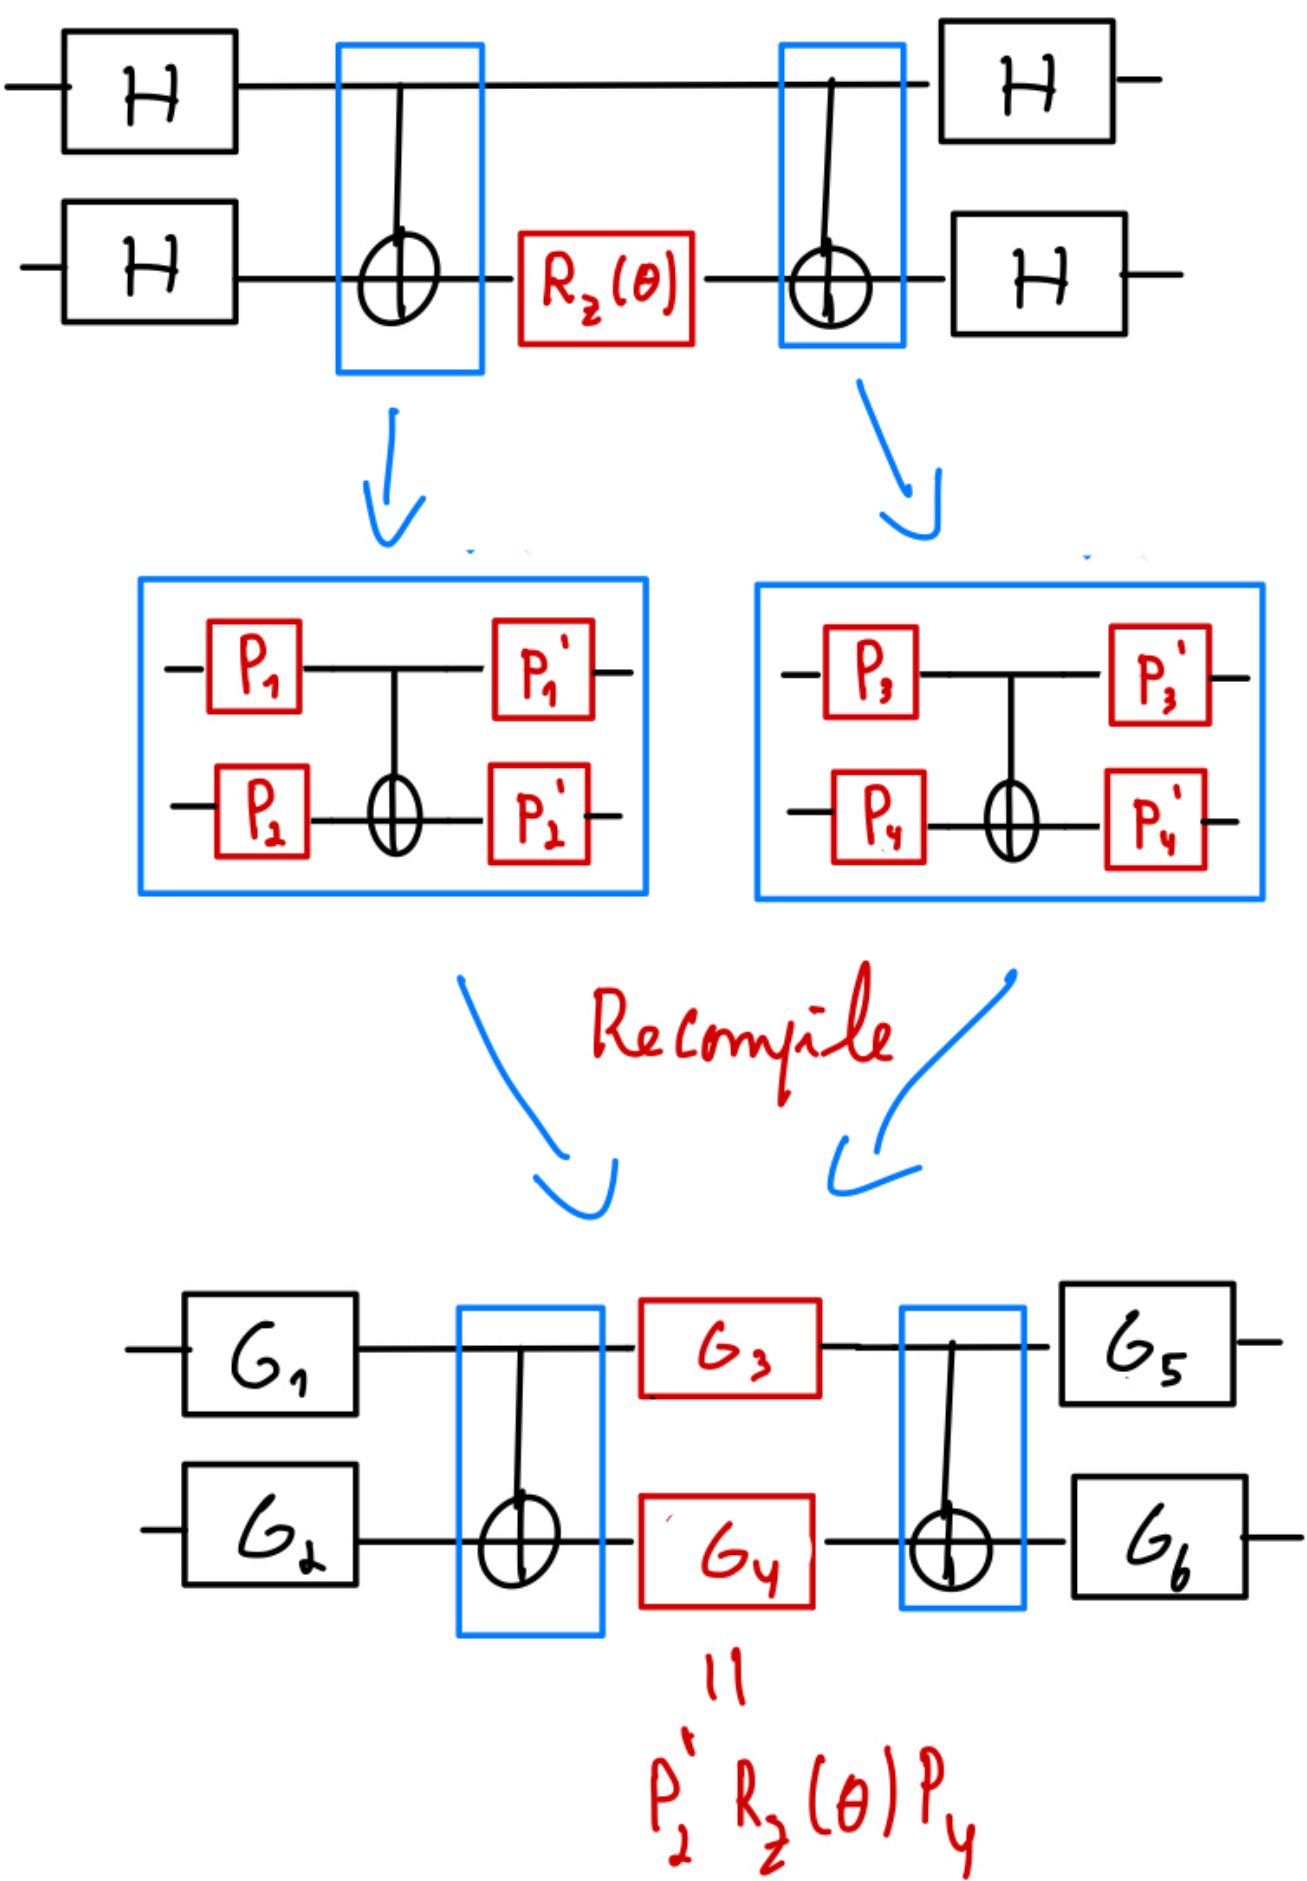 H H
H R_z(θ) H
P_1 P_1' P_3 P_3'
P_2 P_2' P_4 P_4'
Recompile
G_1 G_3 G_5
G_2 G_4 G_6
=
P_2' R_z(θ) P_4